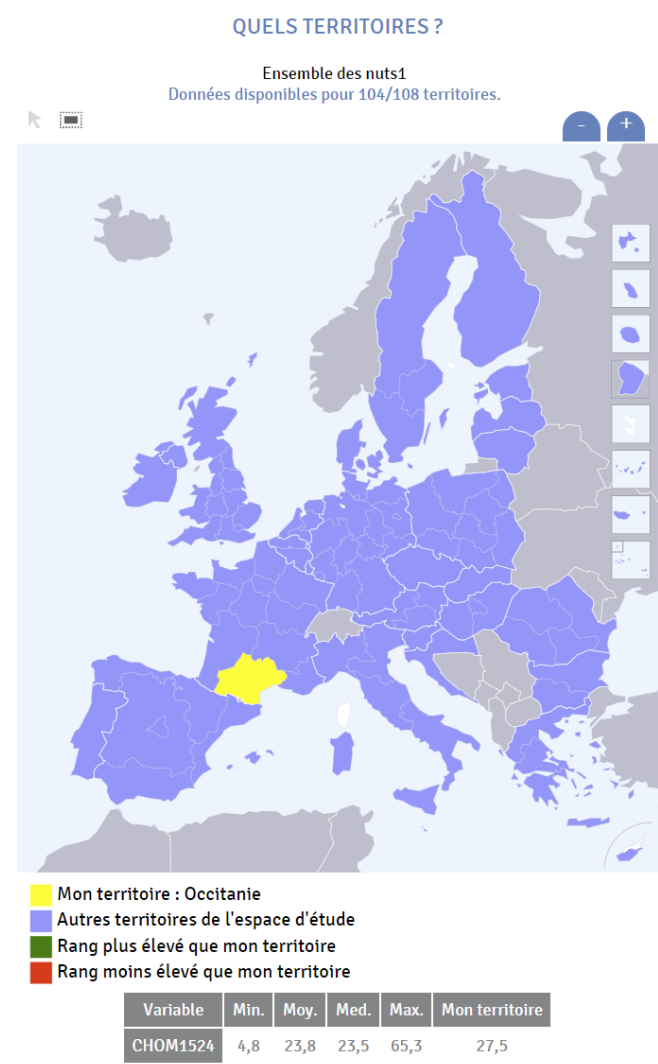 QUELS TERRITOIRES ?
Ensemble des nuts1
Données disponibles pour 104/108 territoires.
- +
Mon territoire : Occitanie
Autres territoires de l'espace d'étude
Rang plus élevé que mon territoire
Rang moins élevé que mon territoire
Variable Min. Moy. Med. Max. Mon territoire
CHOM1524 4,8 23,8 23,5 65,3 27,5